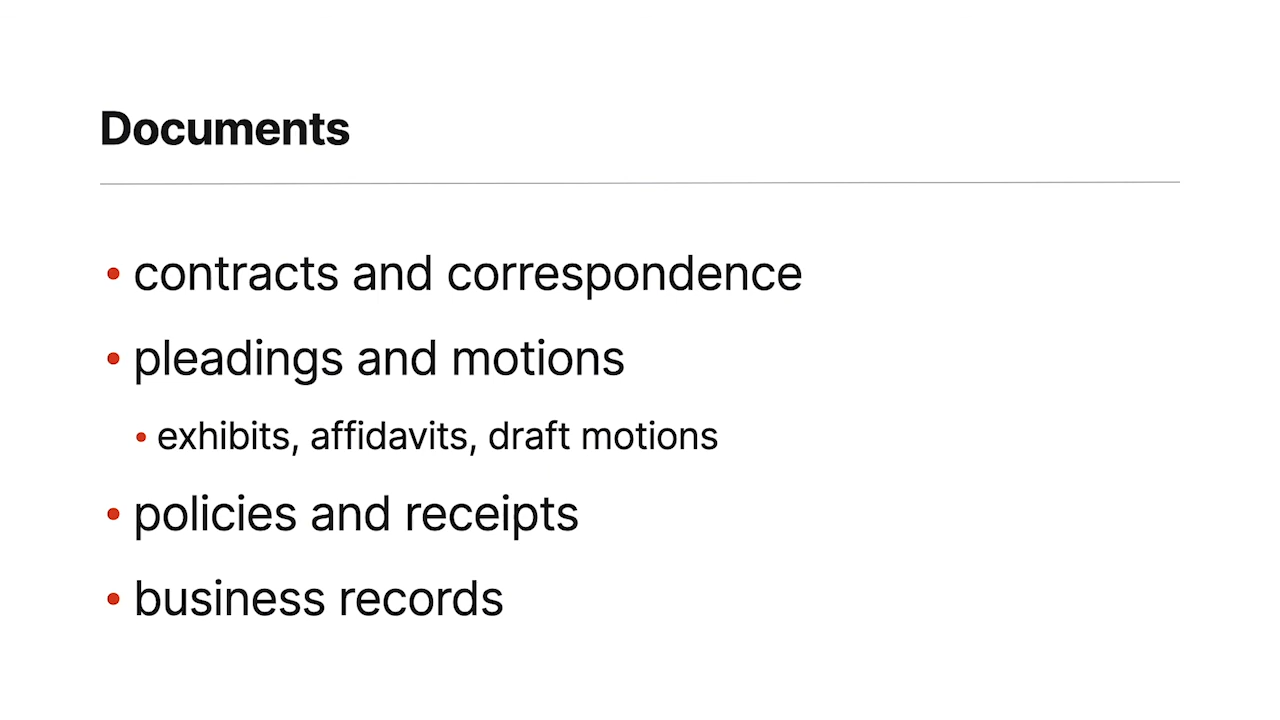 Documents
• contracts and correspondence
• pleadings and motions
• exhibits, affidavits, draft motions
• policies and receipts
• business records